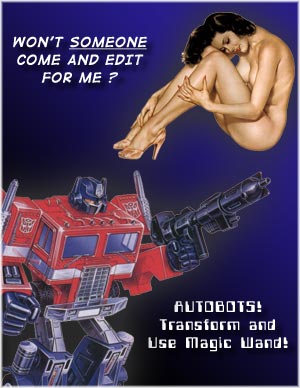 WON'T SOMEONE
COME AND EDIT
FOR ME ?
AUTOBOTS!
Transform and
Use Magic Wand!